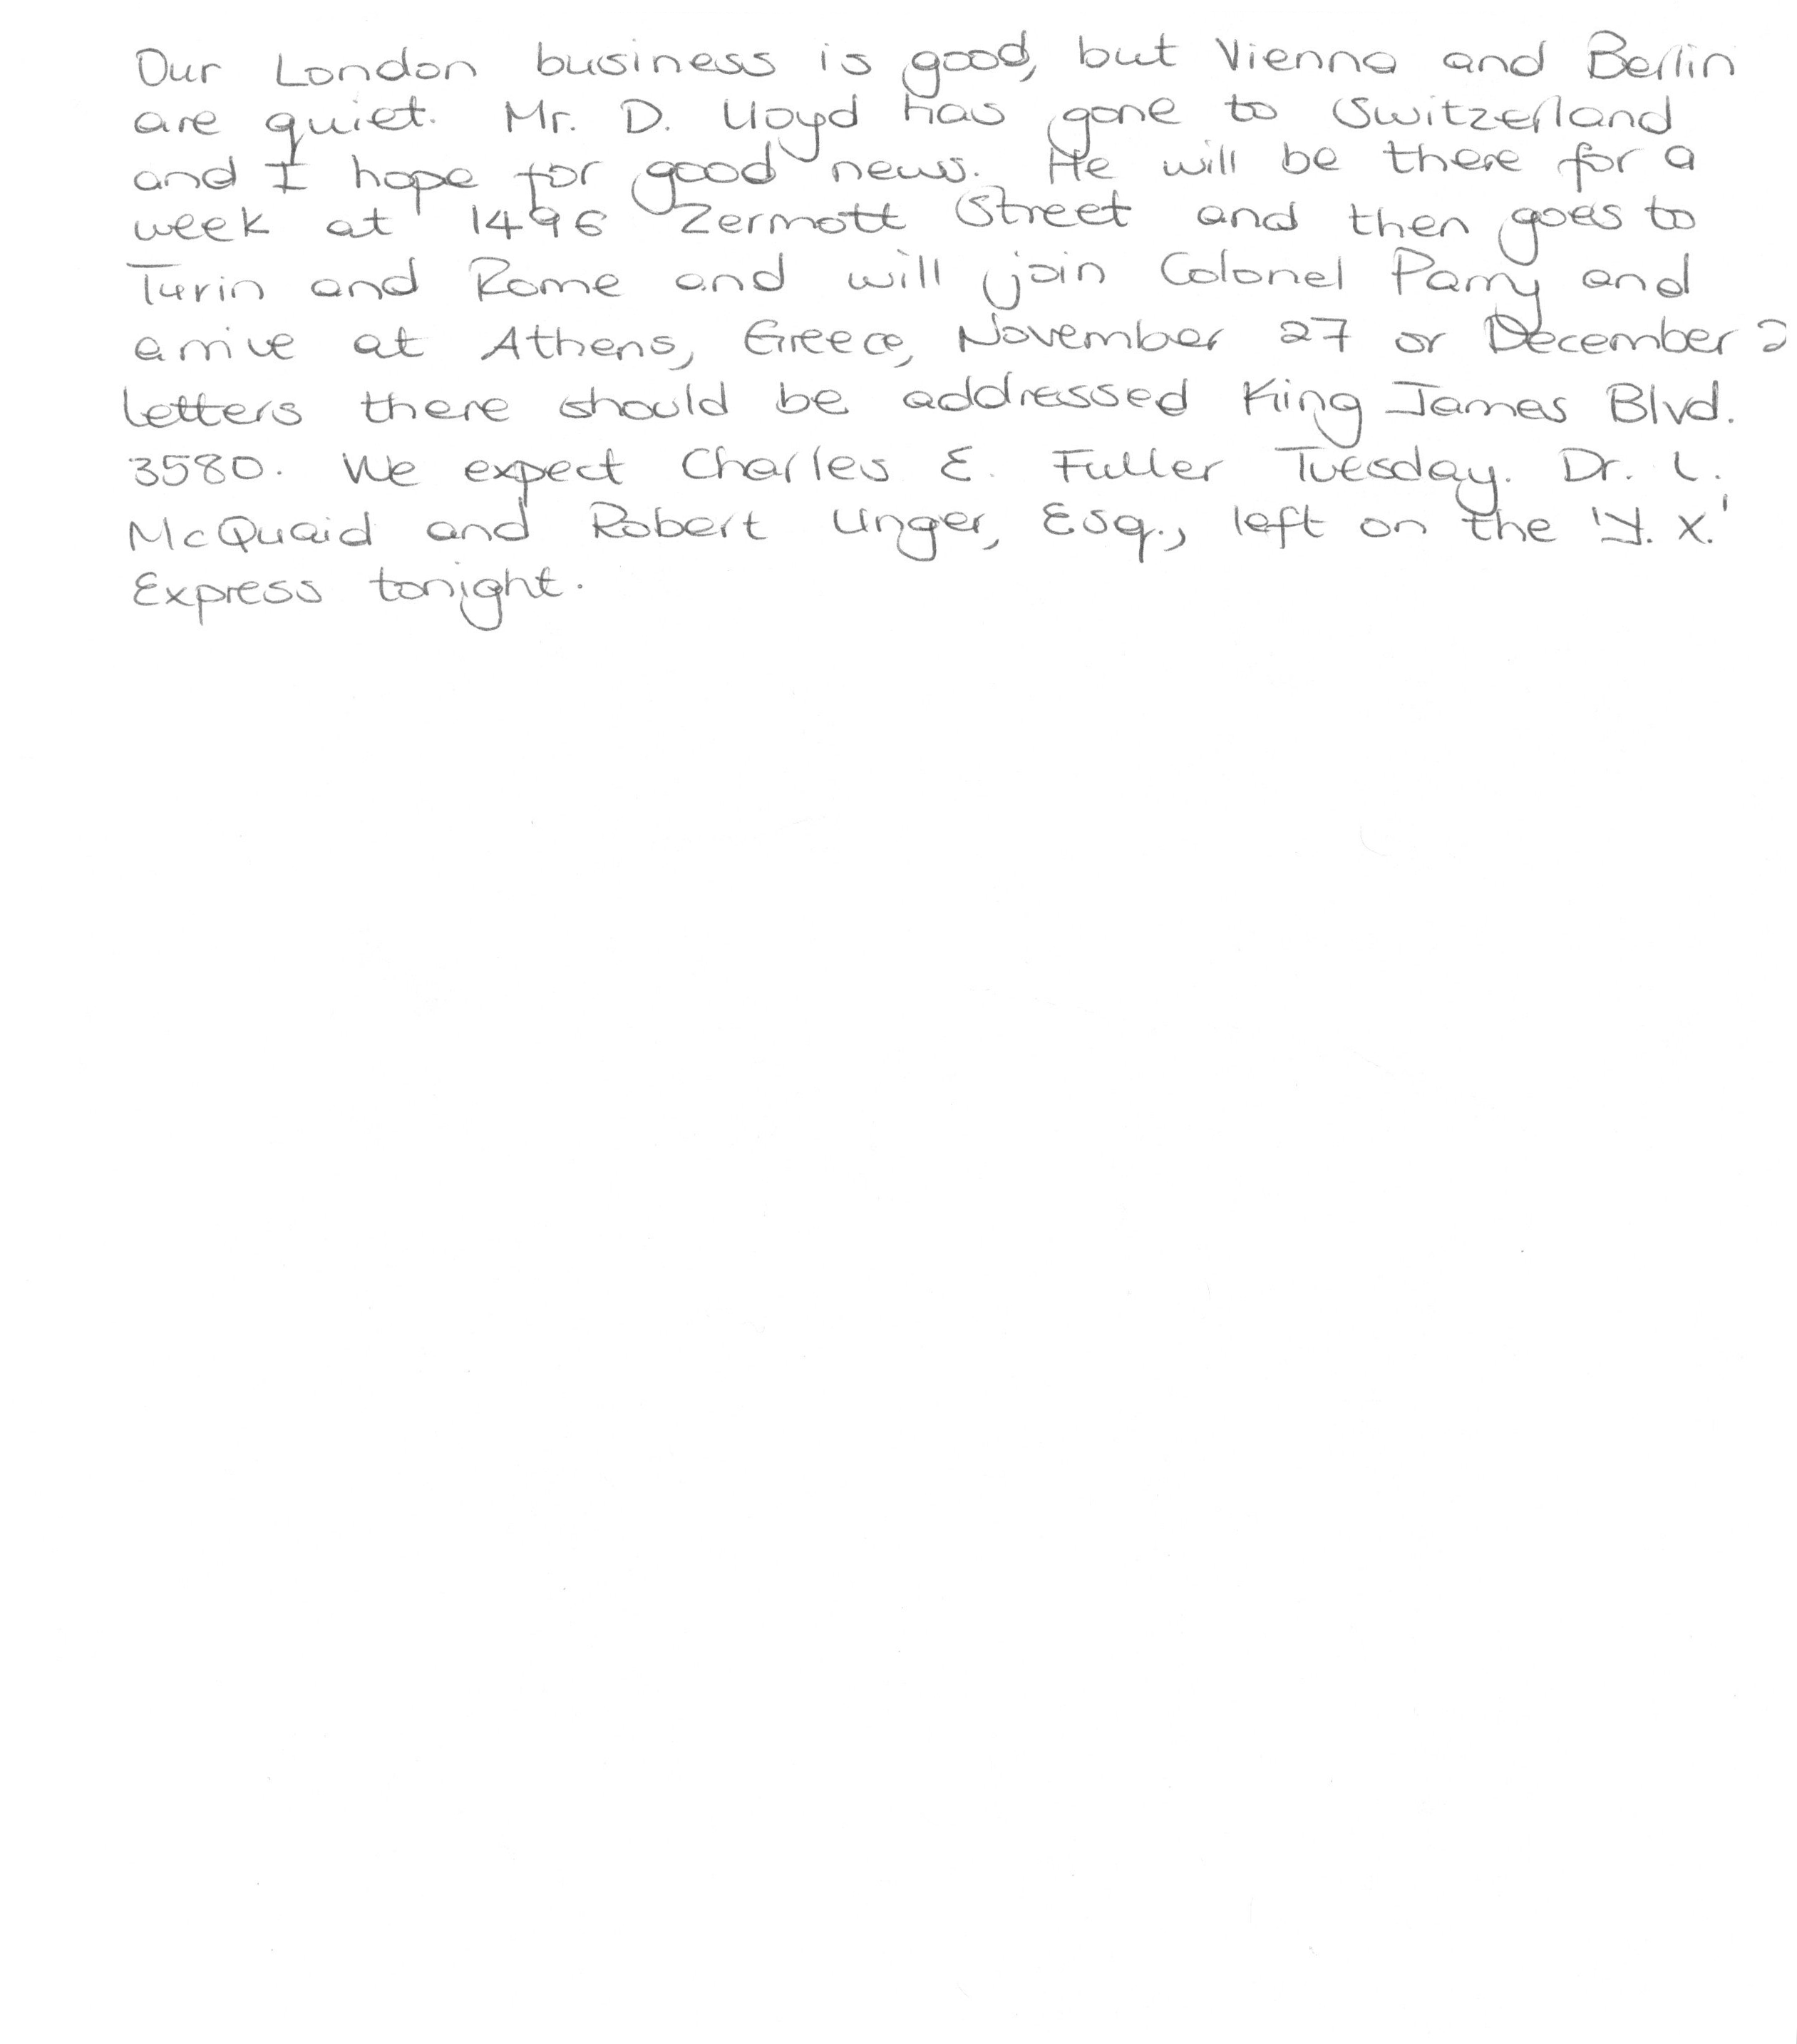 Our London business is good, but Vienna and Berlin
are quiet. Mr. D. Lloyd has gone to Switzerland
and I hope for good news. He will be there for a
week at 1496 Zermott Street and then goes to
Turin and Rome and will join Colonel Parry and
arrive at Athens, Greece, November 27 or December 2
letters there should be addressed King James Blvd.
3580. We expect Charles E. Fuller Tuesday. Dr. L.
McQuaid and Robert Unger, Esq., left on the 'Y. X.'
Express tonight.